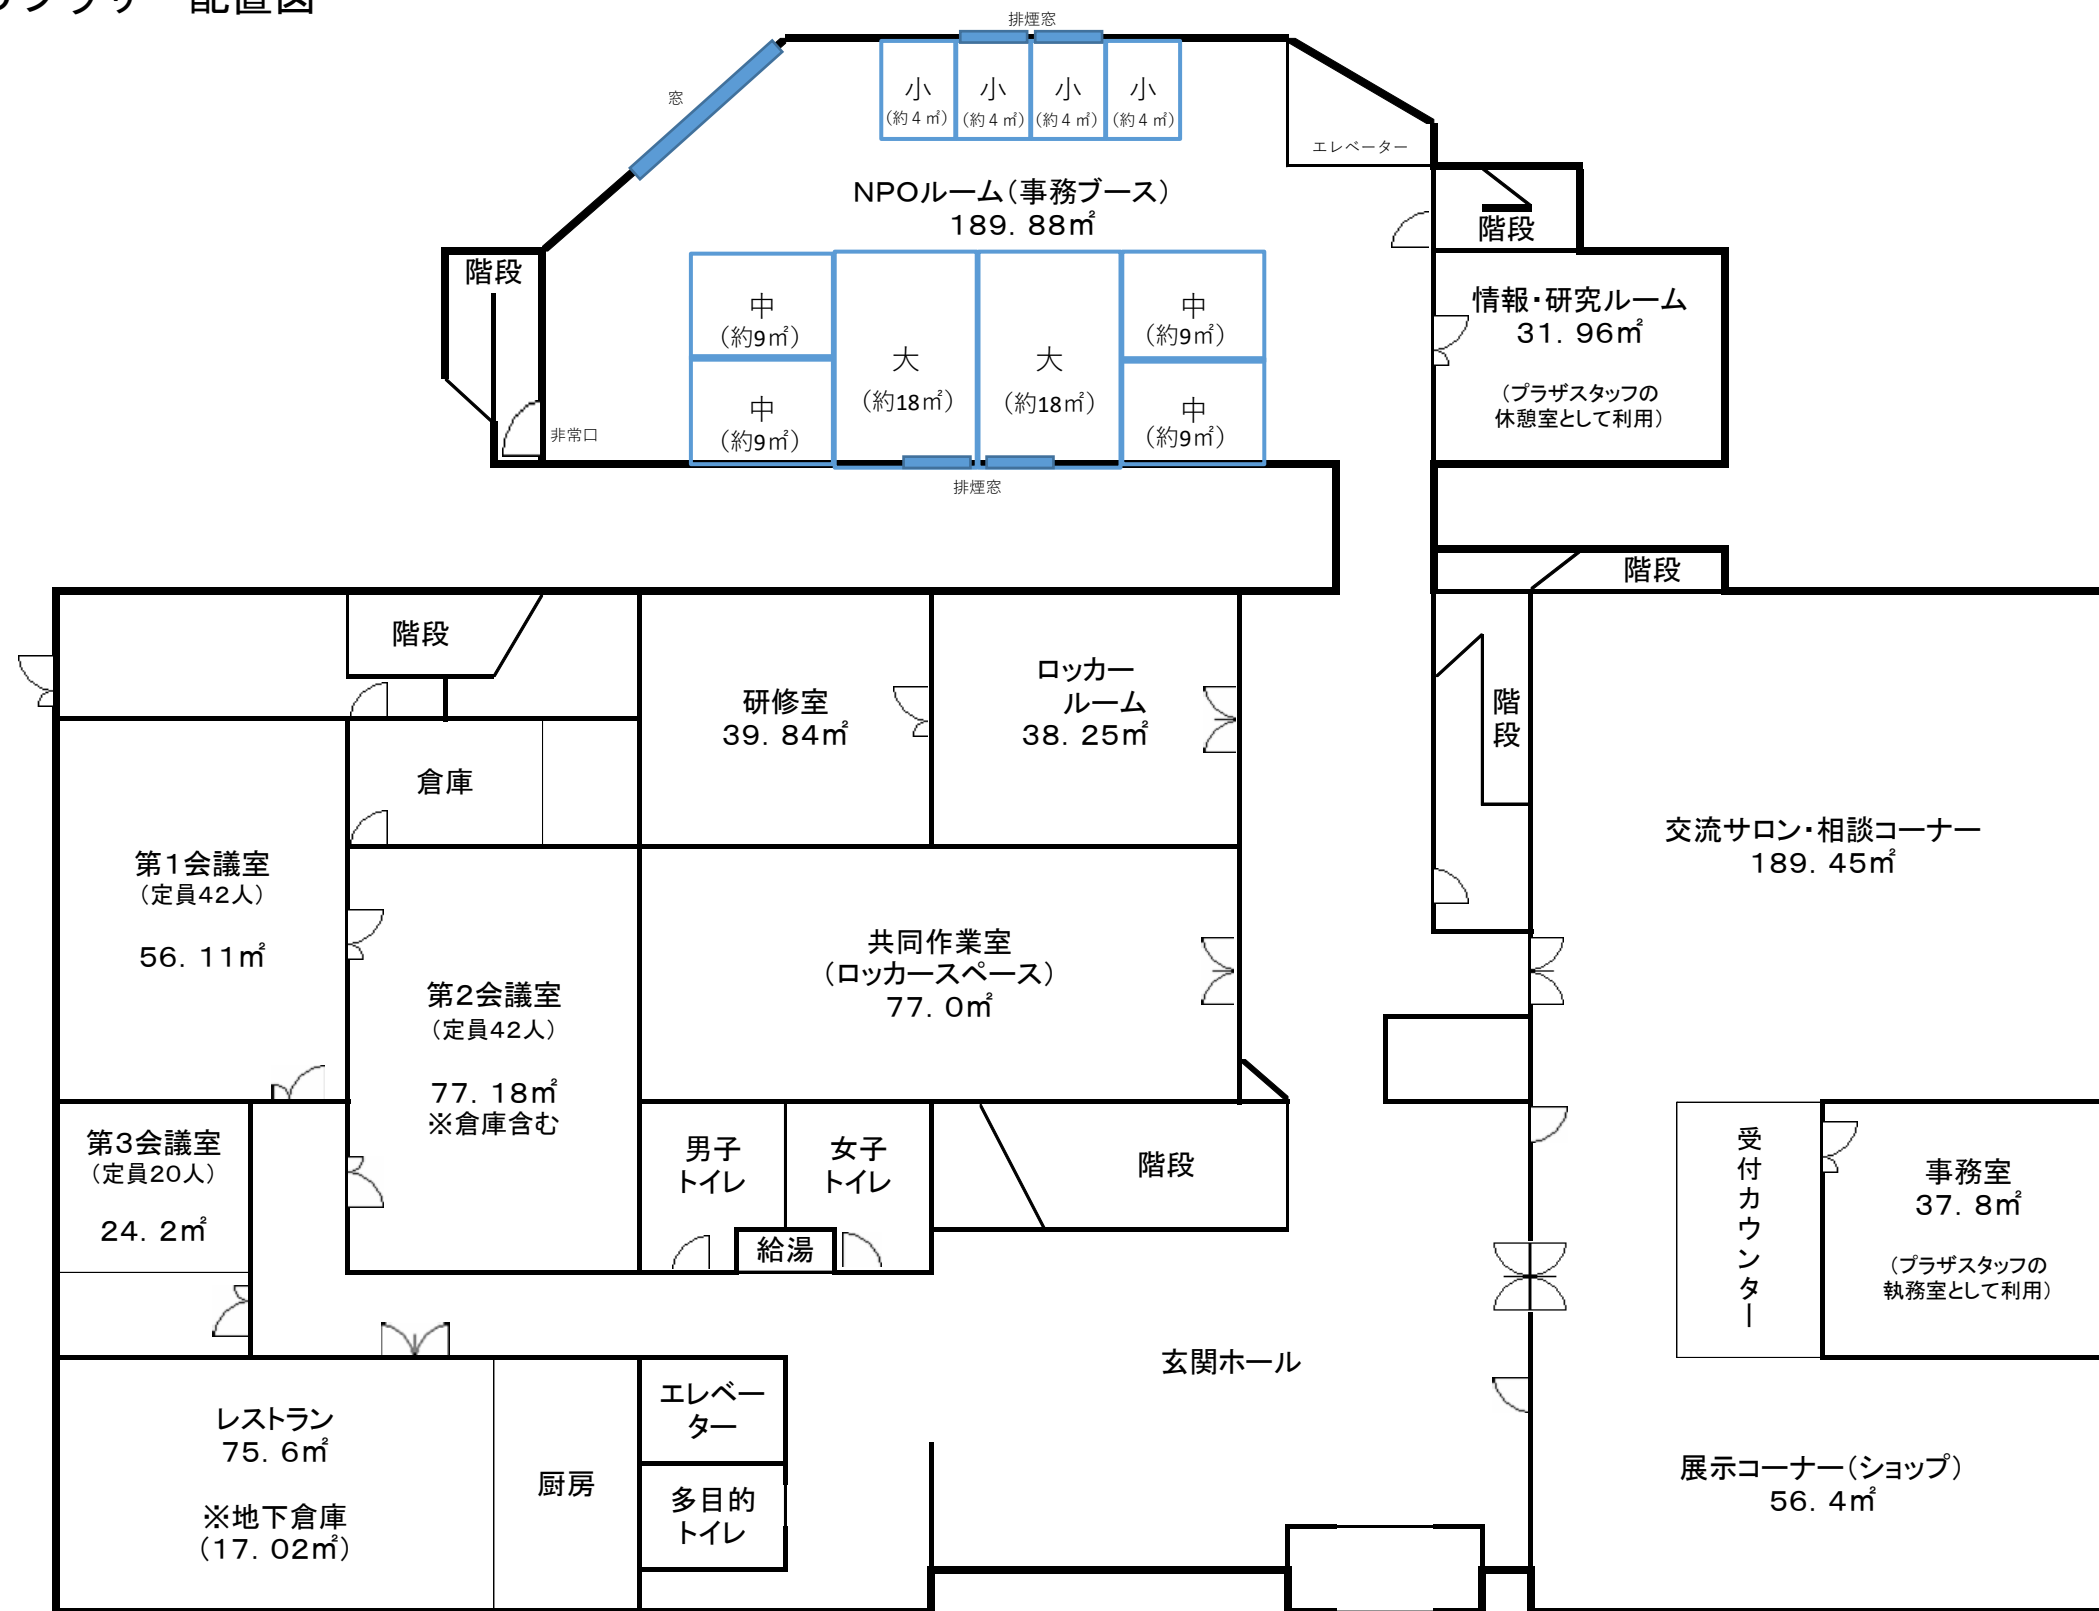 プラザ 配置図
排煙窓
窓
小
(約4㎡)
小
(約4㎡)
小
(約4㎡)
小
(約4㎡)
エレベーター
NPOルーム(事務ブース)
189.88㎡
階段
階段
中
(約9㎡)
中
(約9㎡)
大
(約18㎡)
大
(約18㎡)
中
(約9㎡)
中
(約9㎡)
情報・研究ルーム
31.96㎡
(プラザスタッフの
休憩室として利用)
非常口
排煙窓
階段
階段
研修室
39.84㎡
ロッカー
ルーム
38.25㎡
階段
倉庫
交流サロン・相談コーナー
189.45㎡
第1会議室
(定員42人)
56.11㎡
共同作業室
(ロッカースペース)
77.0㎡
第2会議室
(定員42人)
77.18㎡
※倉庫含む
第3会議室
(定員20人)
24.2㎡
男子
トイレ
女子
トイレ
給湯
階段
受付カウンター
事務室
37.8㎡
(プラザスタッフの
執務室として利用)
玄関ホール
レストラン
75.6㎡
※地下倉庫
(17.02㎡)
厨房
エレベー
ター
多目的
トイレ
展示コーナー(ショップ)
56.4㎡